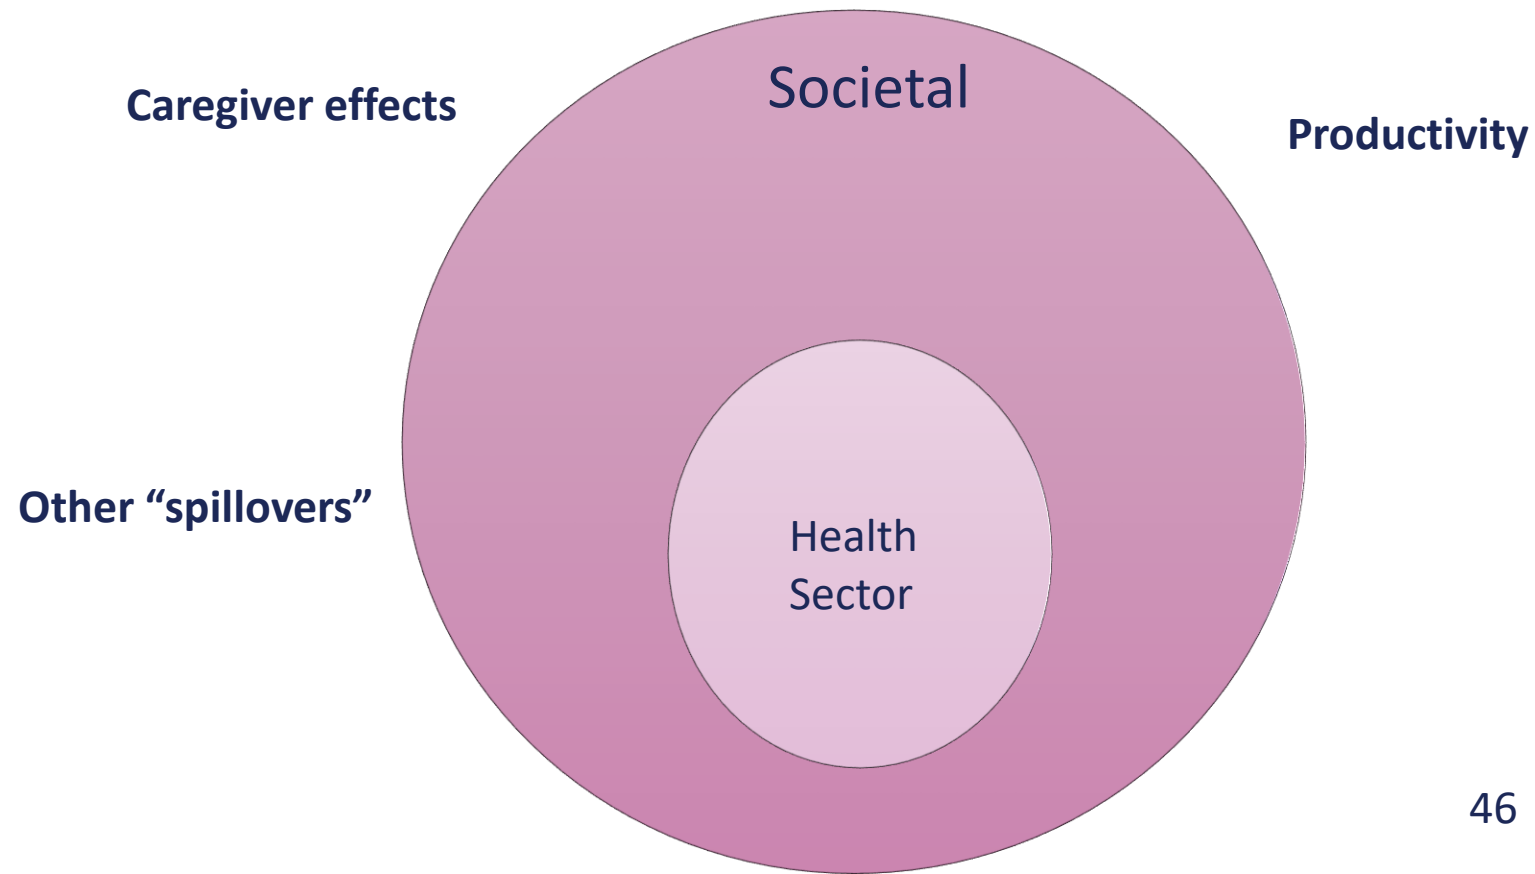 Societal
Caregiver effects
Productivity
Other “spillovers”
Health
Sector
46